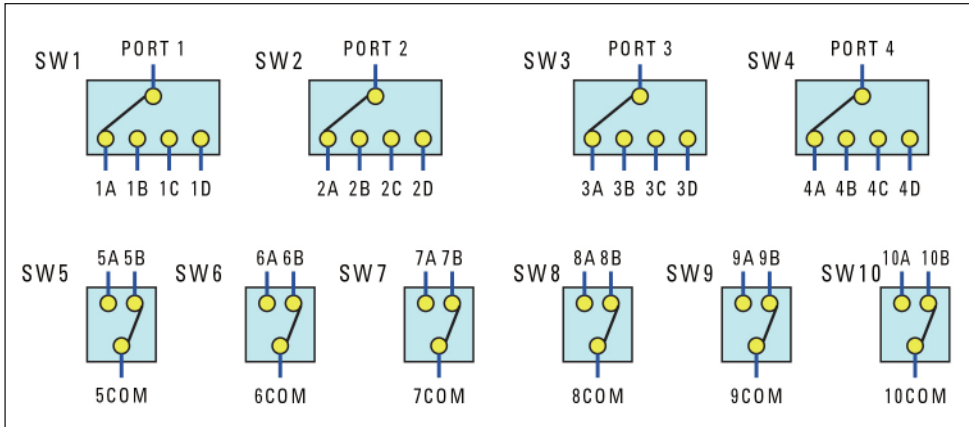 PORT 1 PORT 2 PORT 3 PORT 4
SW1 SW2 SW3 SW4
1A 1B 1C 1D 2A 2B 2C 2D 3A 3B 3C 3D 4A 4B 4C 4D
5A 5B 6A 6B 7A 7B 8A 8B 9A 9B 10A 10B
SW5 SW6 SW7 SW8 SW9 SW10
5COM 6COM 7COM 8COM 9COM 10COM